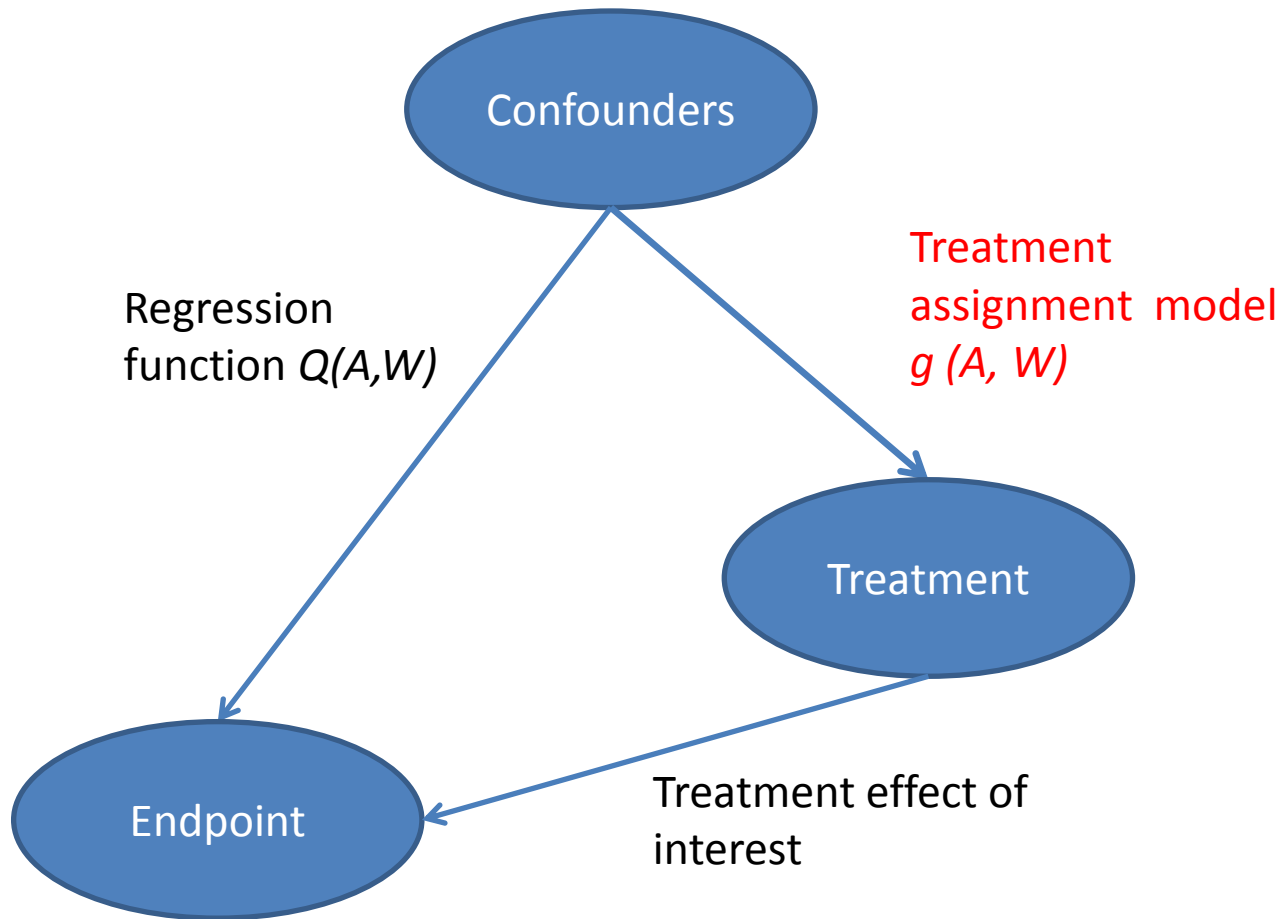 Confounders
Regression
function Q(A,W)
Treatment
assignment model
g (A, W)
Treatment
Endpoint
Treatment effect of
interest